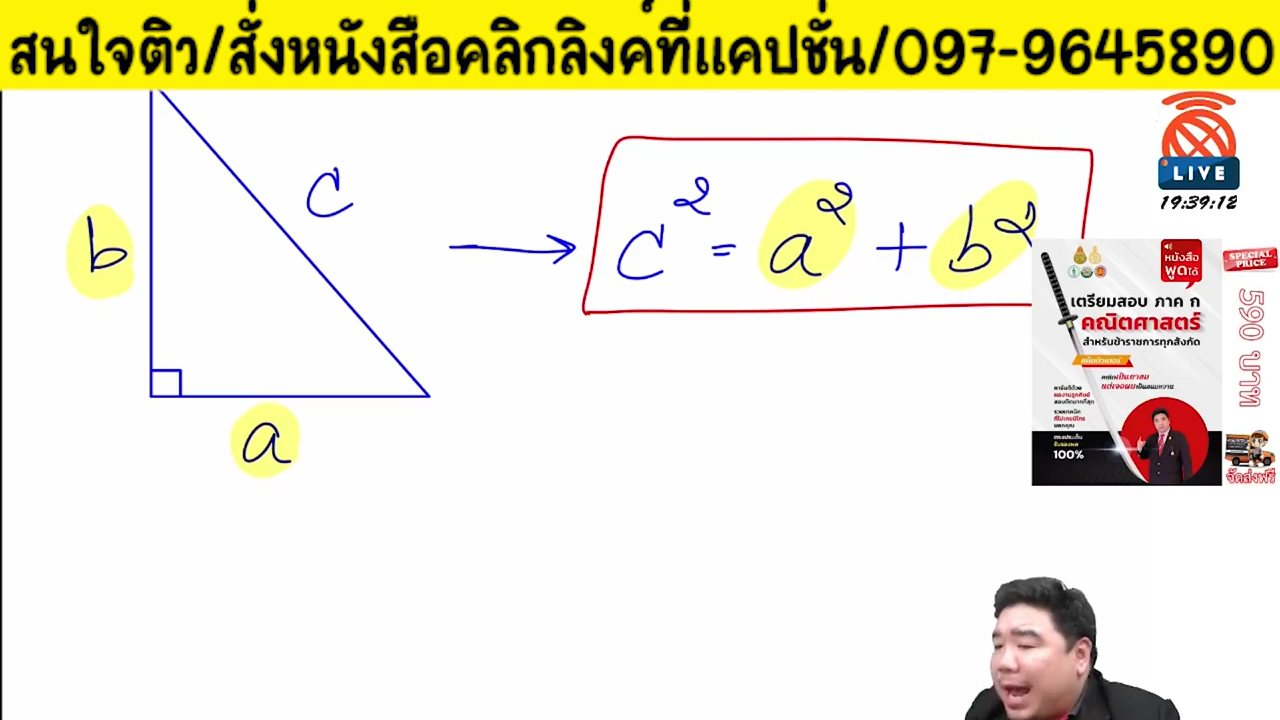 สนใจติว/สั่งหนังสือคลิกลิงค์ที่แคปชั่น/097-9645890
c
b
a
c² = a² + b²
LIVE
19:39:12
หนังสือ
พูดได้
SPECIAL
PRICE
590 บาท
เตรียมสอบ ภาค ก
คณิตศาสตร์
สำหรับข้าราชการทุกสังกัด
100%
จัดส่งฟรี